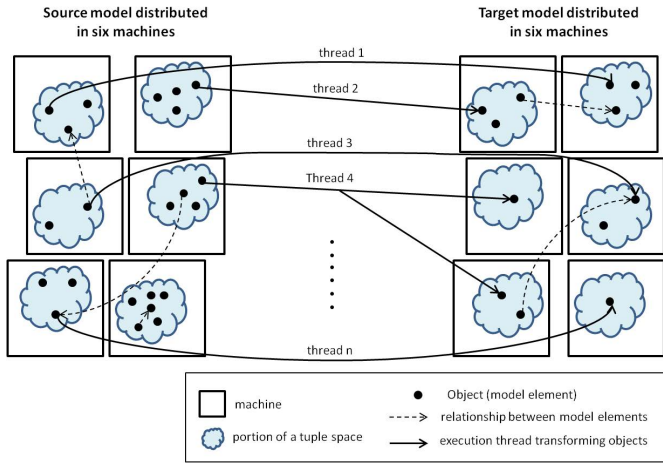 Source model distributed
in six machines
Target model distributed
in six machines
thread 1
thread 2
thread 3
Thread 4
thread n
machine
portion of a tuple space
Object (model element)
relationship between model elements
execution thread transforming objects